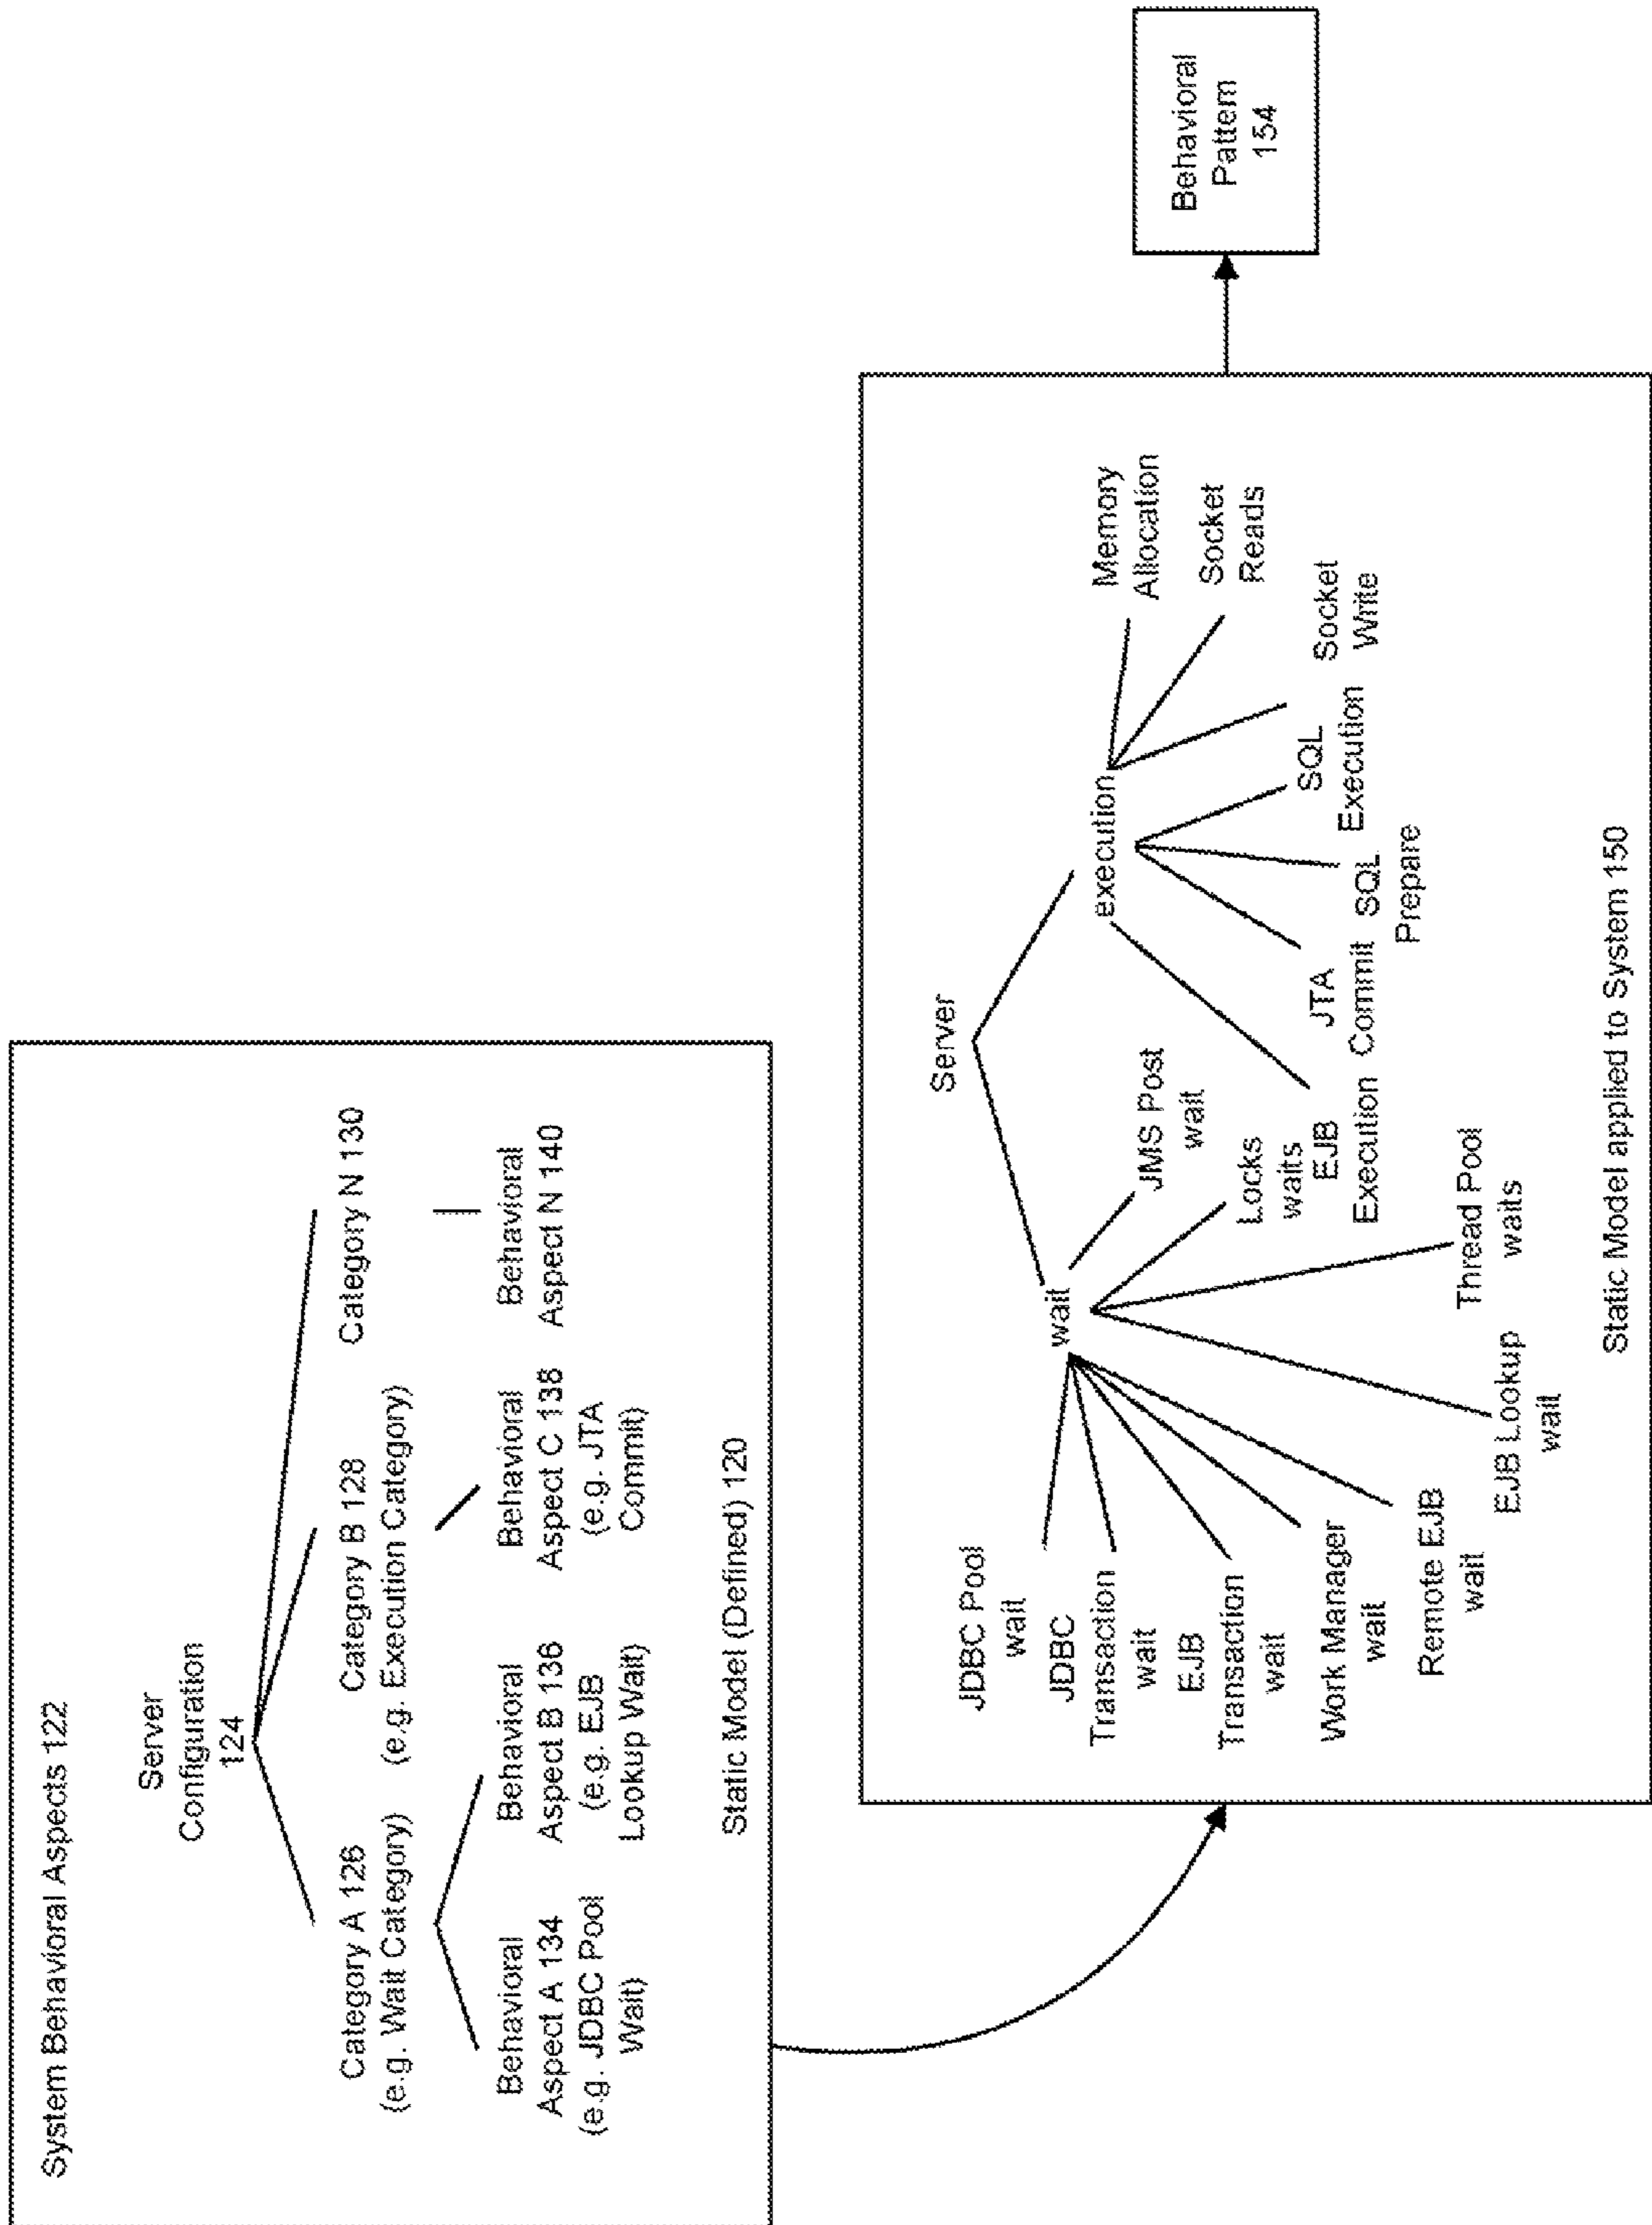 System Behavioral Aspects 122
Server
Configuration
124
Category A 126
(e.g. Wait Category)
Category B 128
(e.g. Execution Category)
Category N 130
Behavioral
Aspect A 134
(e.g. JDBC Pool
Wait)
Behavioral
Aspect B 136
(e.g. EJB
Lookup Wait)
Behavioral
Aspect C 138
(e.g. JTA
Commit)
Behavioral
Aspect N 140
Static Model (Defined) 120
Server
wait
execution
JDBC Pool
wait
JDBC
Transaction
wait
EJB
Transaction
wait
Work Manager
wait
Remote EJB
wait
EJB Lookup
wait
Thread Pool
waits
Locks
waits
JMS Post
wait
EJB
Execution
JTA
Commit
SQL
Prepare
SQL
Execution
Socket
Write
Socket
Reads
Memory
Allocation
Static Model applied to System 150
Behavioral
Pattern
154